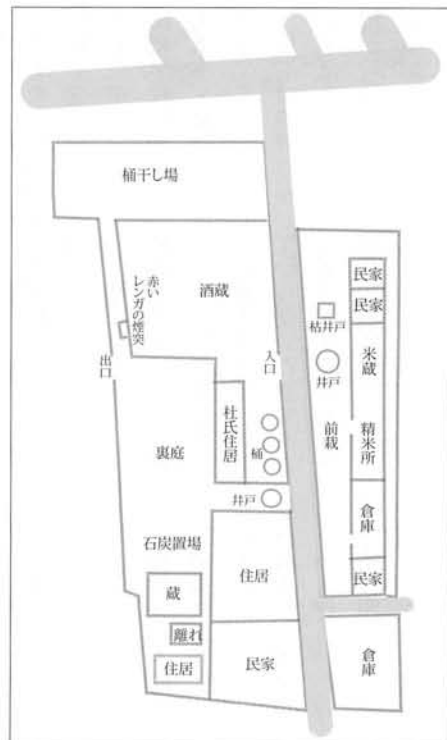 桶干し場
酒蔵
赤い
レンガの煙突
出口
入口
民家
民家
枯井戸
井戸
米蔵
前栽
精米所
杜氏住居
桶
裏庭
井戸
倉庫
石炭置場
住居
民家
蔵
離れ
住居
民家
倉庫